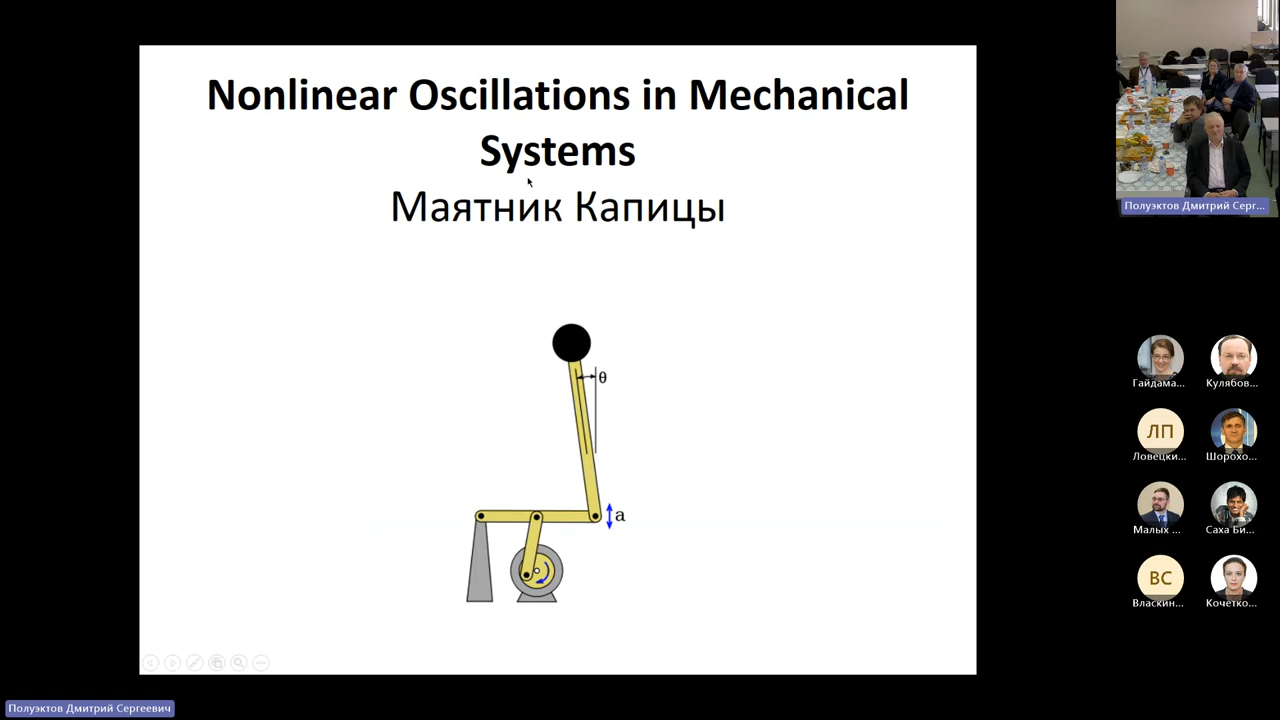 Nonlinear Oscillations in Mechanical
Systems
Маятник Капицы
θ
a
Полуэктов Дмитрий Серг...
Гайдама...
Кулябов...
ЛП
Ловецки...
Шорохо...
Малых ...
Саха Би...
ВС
Власкин...
Кочетко...
Полуэктов Дмитрий Сергеевич